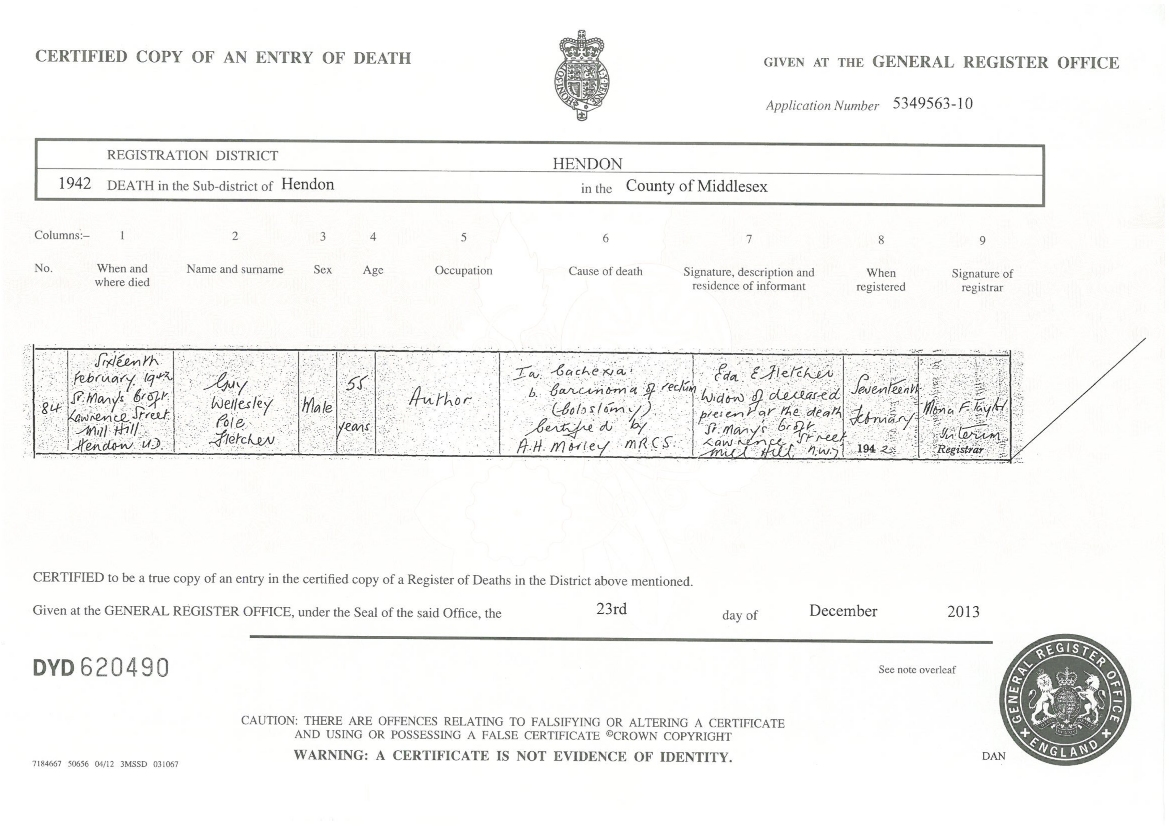 CERTIFIED COPY OF AN ENTRY OF DEATH
GIVEN AT THE GENERAL REGISTER OFFICE
Application Number 5349563-10
REGISTRATION DISTRICT HENDON
1942 DEATH in the Sub-district of Hendon in the County of Middlesex
Columns:– 1 2 3 4 5 6 7 8 9
No.
When and
where died
Name and surname
Sex
Age
Occupation
Cause of death
Signature, description and
residence of informant
When
registered
Signature of
registrar
84
Sixteenth
February 1942
St. Mary's Croft
Lawrence Street
Mill Hill
Hendon U.D.
Guy
Wellesley
Pole
Fletcher
Male
55
years
Author
Ia. Cachexia
b. Carcinoma of rectum
(Colostomy)
Certified by
A.H. Morley MRCS.
Eda E Fletcher
Widow of deceased
present at the death
St. Mary's Croft
Lawrence Street
Mill Hill N.W.7
Seventeenth
February
1942
Mona F. Taylor
Interim
Registrar
CERTIFIED to be a true copy of an entry in the certified copy of a Register of Deaths in the District above mentioned.
Given at the GENERAL REGISTER OFFICE, under the Seal of the said Office, the 23rd day of December 2013
DYD 620490
See note overleaf
CAUTION: THERE ARE OFFENCES RELATING TO FALSIFYING OR ALTERING A CERTIFICATE
AND USING OR POSSESSING A FALSE CERTIFICATE ©CROWN COPYRIGHT
WARNING: A CERTIFICATE IS NOT EVIDENCE OF IDENTITY.
7184667 50656 04/12 3MSSD 031067
DAN
GENERAL REGISTER OFFICE
ENGLAND